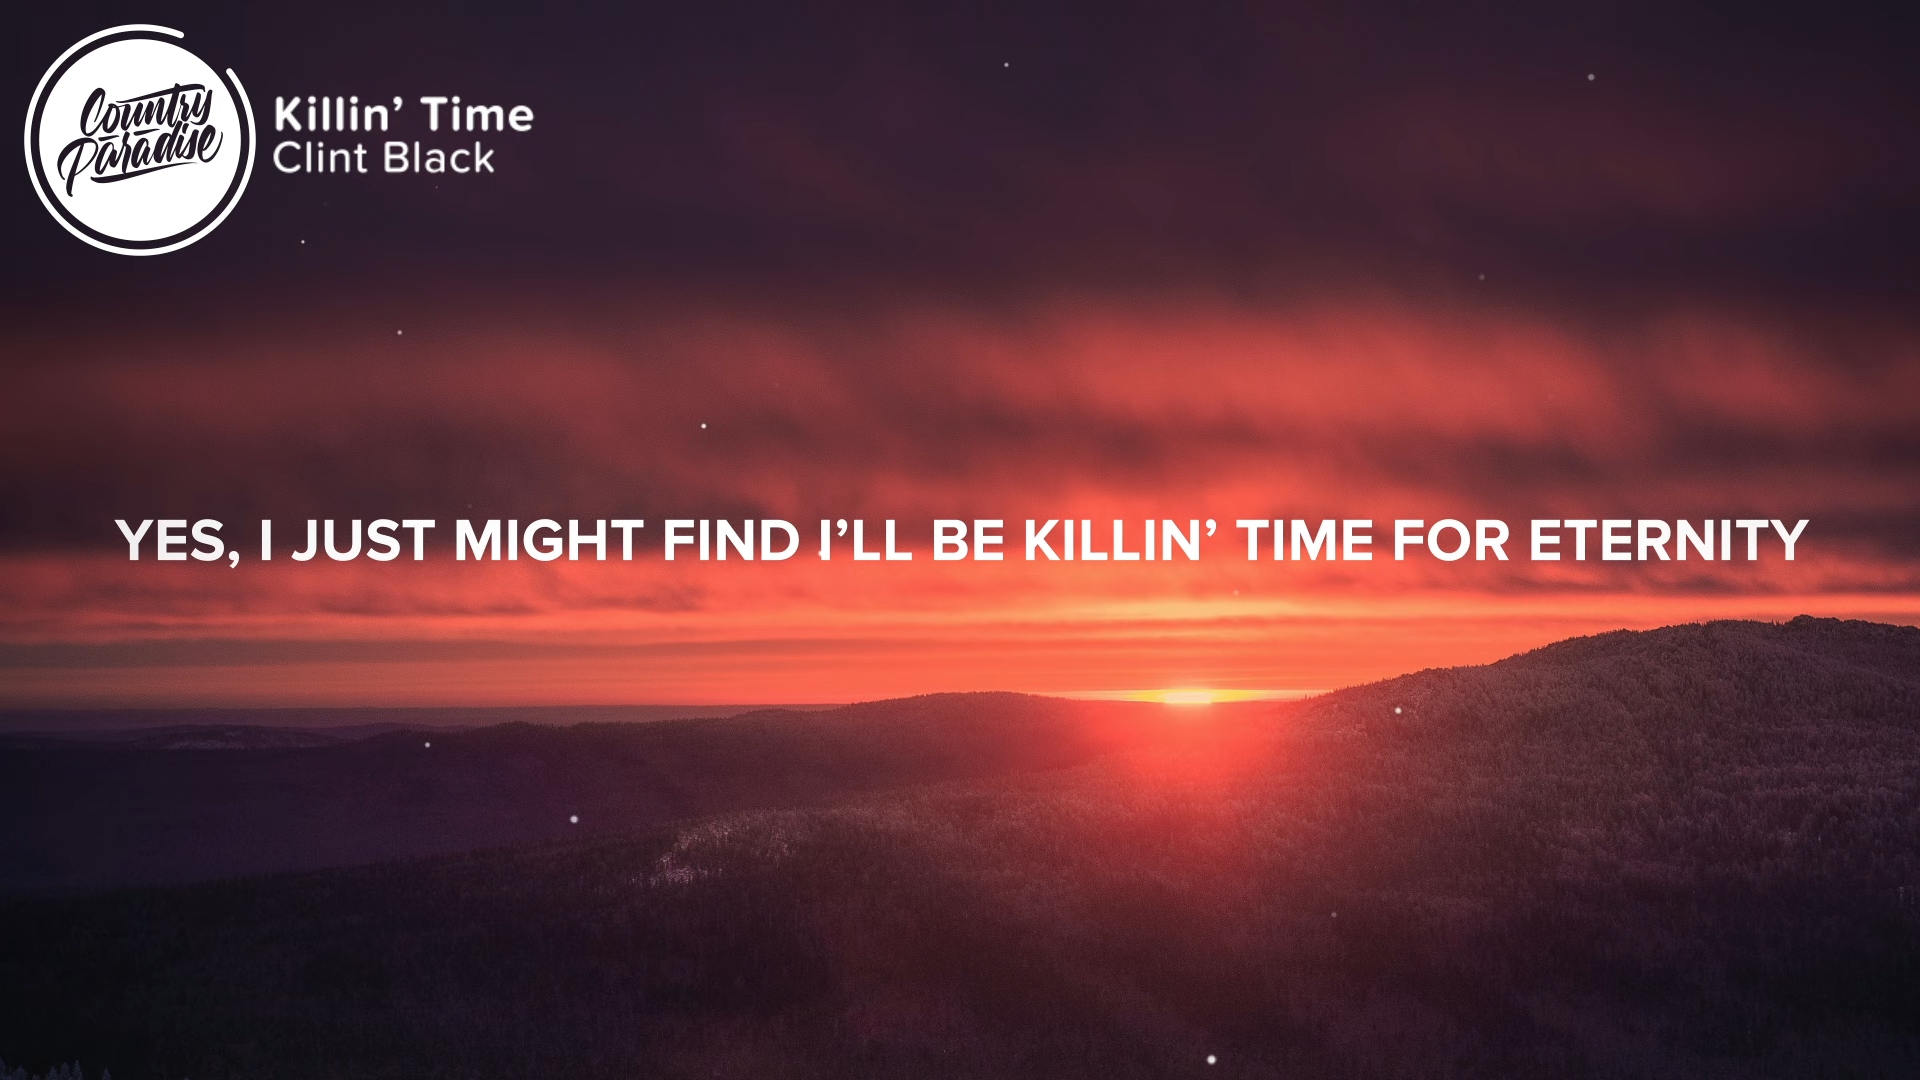 Country
Paradise
Killin’ Time
Clint Black
YES, I JUST MIGHT FIND I’LL BE KILLIN’ TIME FOR ETERNITY